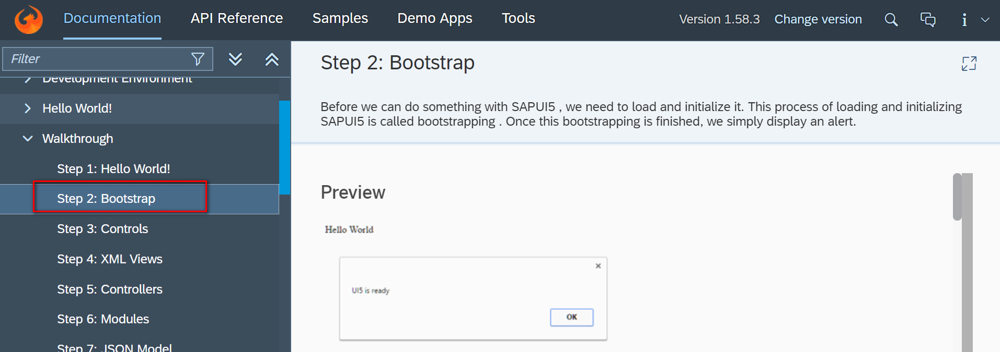 Documentation API Reference Samples Demo Apps Tools Version 1.58.3 Change version
Filter
Development Environment
Hello World!
Walkthrough
Step 1: Hello World!
Step 2: Bootstrap
Step 3: Controls
Step 4: XML Views
Step 5: Controllers
Step 6: Modules
Step 7: JSON Model
Step 2: Bootstrap
Before we can do something with SAPUI5 , we need to load and initialize it. This process of loading and initializing
SAPUI5 is called bootstrapping . Once this bootstrapping is finished, we simply display an alert.
Preview
Hello World
UI5 is ready
OK